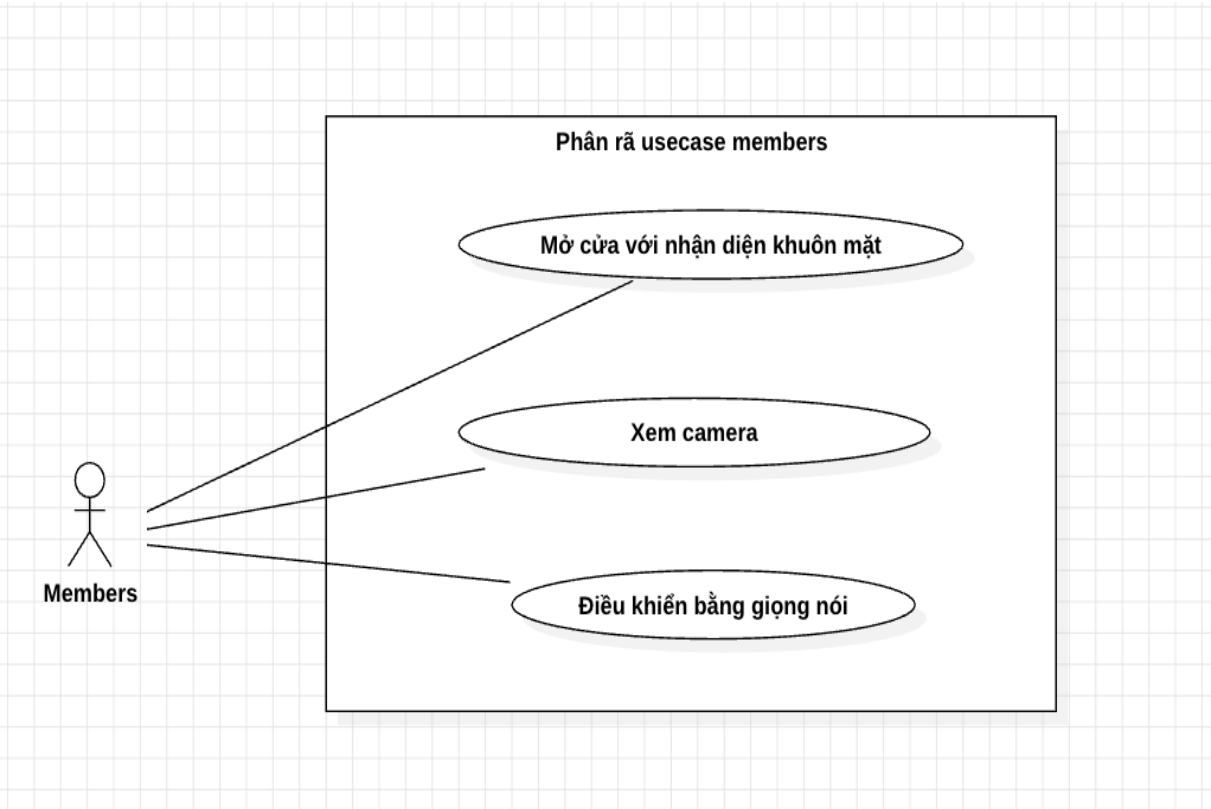 Phân rã usecase members
Mở cửa với nhận diện khuôn mặt
Xem camera
Members
Điều khiển bằng giọng nói